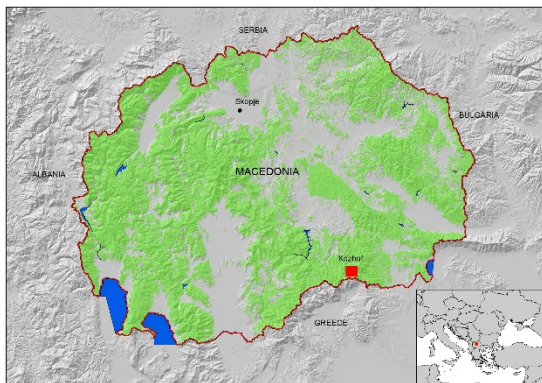 SERBIA
Skopje
BULGARIA
ALBANIA
MACEDONIA
Kozhuf
GREECE